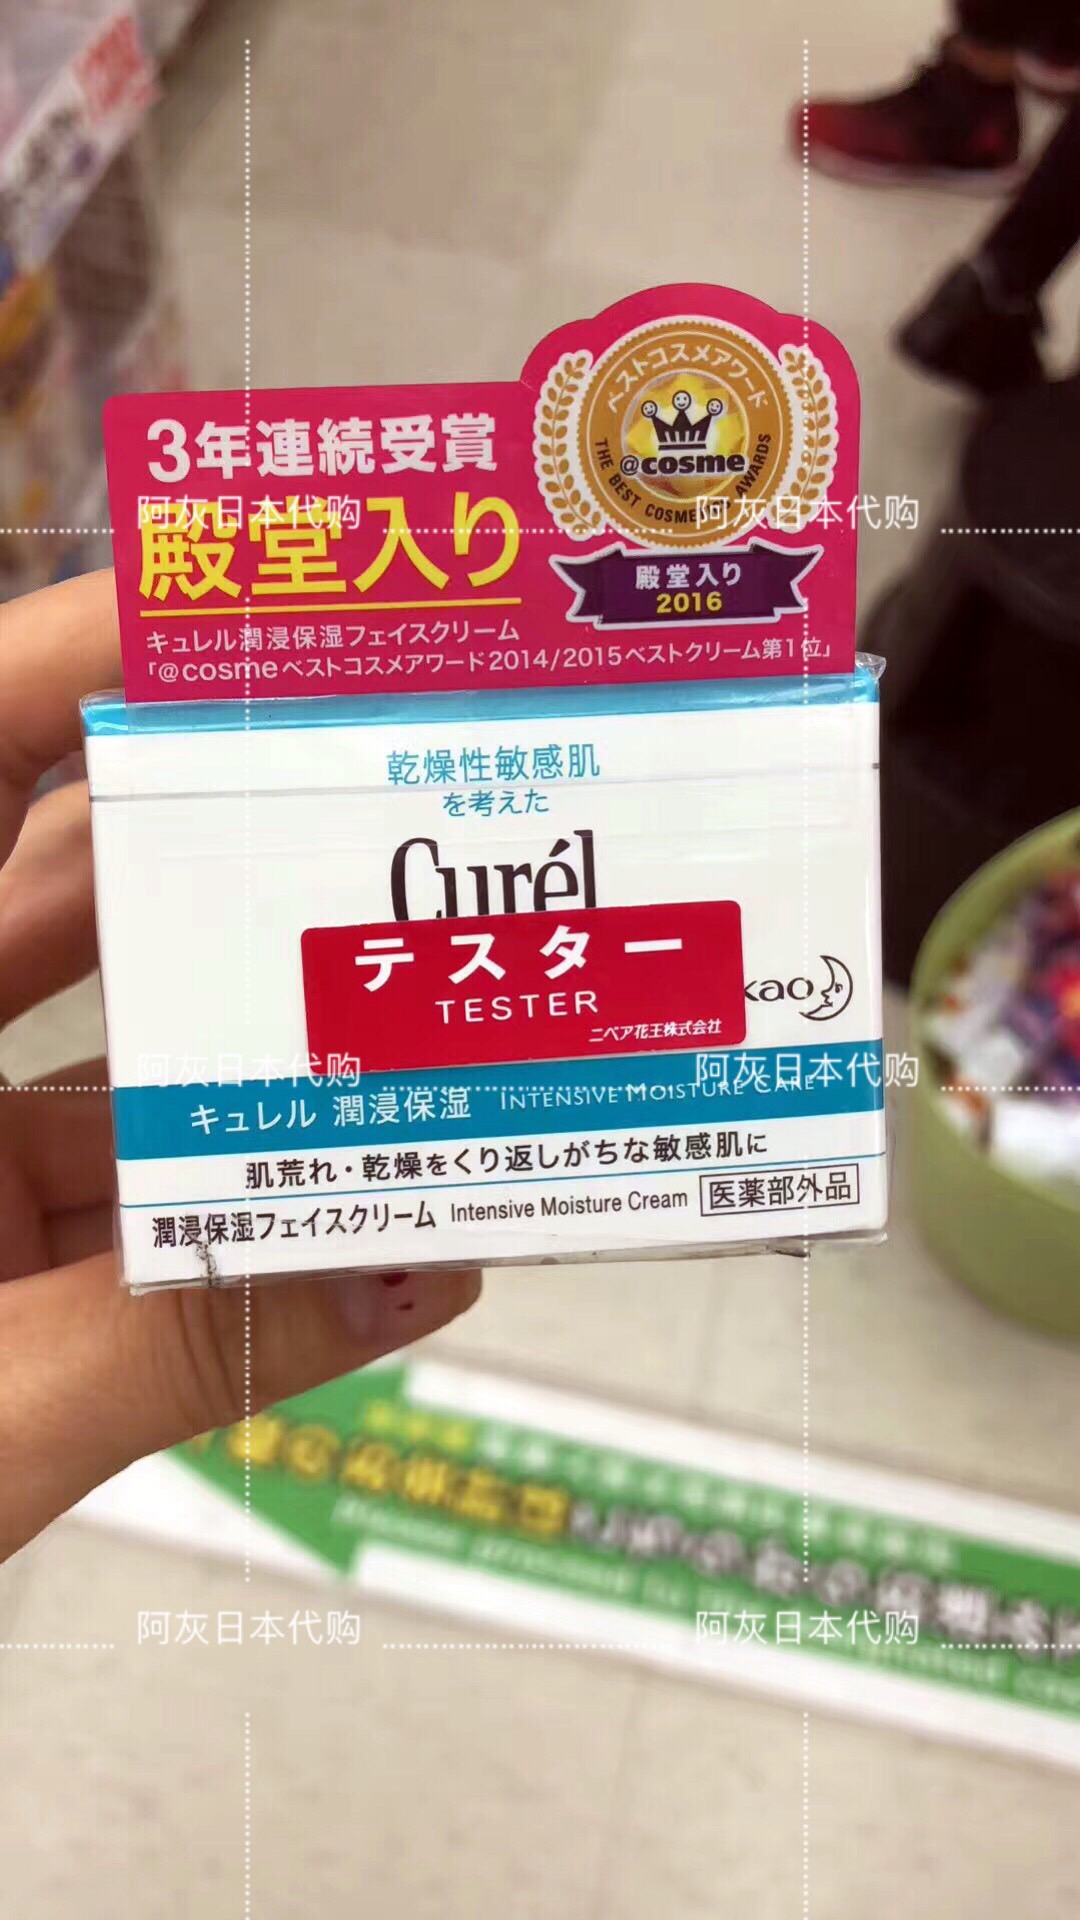 3年連続受賞
殿堂入り
キュレル潤浸保湿フェイスクリーム
「@cosmeベストコスメアワード2014/2015ベストクリーム第1位」
ベストコスメアワード
@cosme
THE BEST COSMETICS AWARDS
殿堂入り
2016
乾燥性敏感肌
を考えた
Curél
テスター
TESTER
ニベア花王株式会社
kao
キュレル 潤浸保湿 INTENSIVE MOISTURE CARE
肌荒れ・乾燥をくり返しがちな敏感肌に
潤浸保湿フェイスクリーム Intensive Moisture Cream 医薬部外品
阿灰日本代购 阿灰日本代购
阿灰日本代购 阿灰日本代购
阿灰日本代购 阿灰日本代购